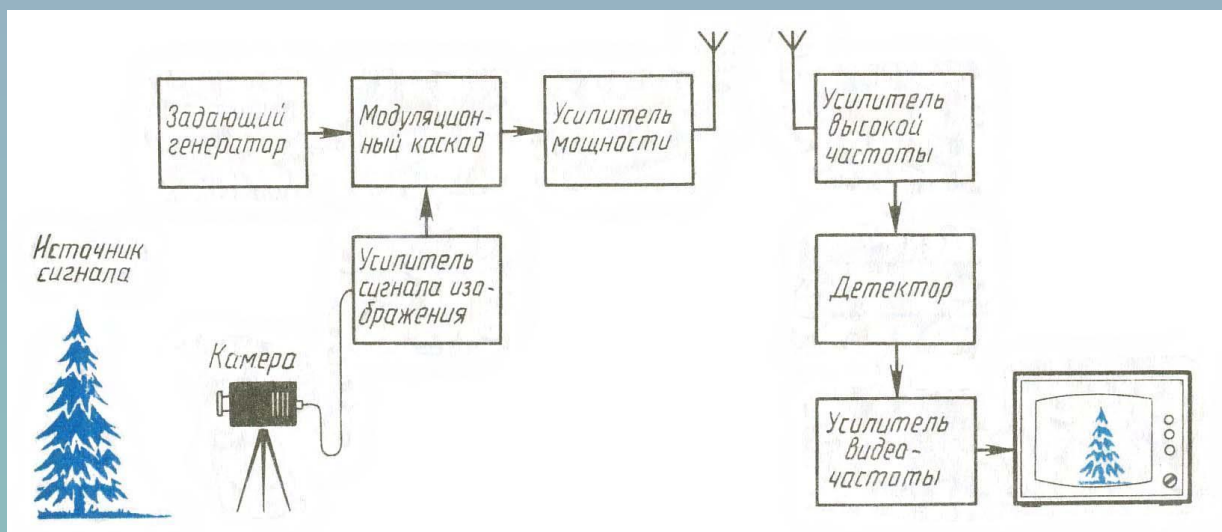 Задающий
генератор
Модуляцион-
ный каскад
Усилитель
мощности
Усилитель
высокой
частоты
Источник
сигнала
Усилитель
сигнала изо-
бражения
Детектор
Камера
Усилитель
видео-
частоты